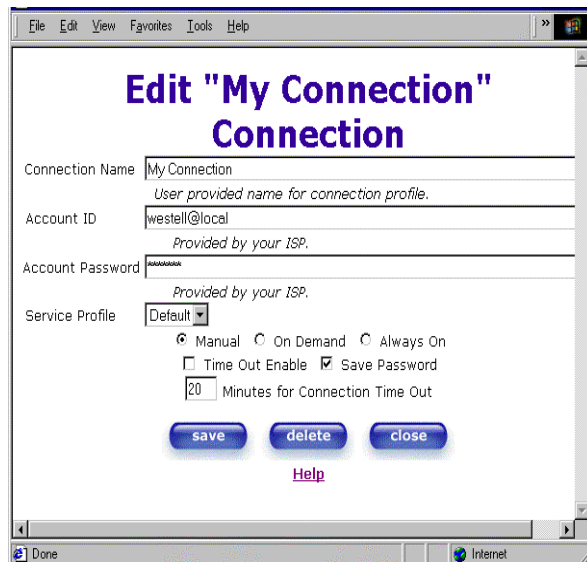 File Edit View Favorites Tools Help »
Edit "My Connection"
Connection
Connection Name My Connection
User provided name for connection profile.
Account ID westell@local
Provided by your ISP.
Account Password *******
Provided by your ISP.
Service Profile Default
Manual On Demand Always On
Time Out Enable Save Password
20 Minutes for Connection Time Out
save delete close
Help
Done Internet